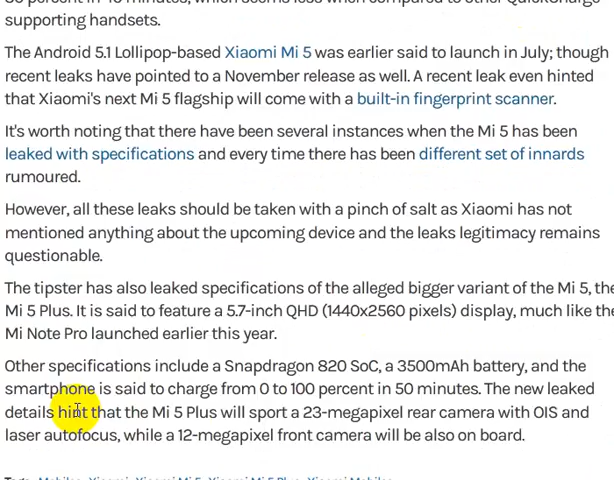 supporting handsets.
The Android 5.1 Lollipop-based Xiaomi Mi 5 was earlier said to launch in July; though
recent leaks have pointed to a November release as well. A recent leak even hinted
that Xiaomi's next Mi 5 flagship will come with a built-in fingerprint scanner.
It's worth noting that there have been several instances when the Mi 5 has been
leaked with specifications and every time there has been different set of innards
rumoured.
However, all these leaks should be taken with a pinch of salt as Xiaomi has not
mentioned anything about the upcoming device and the leaks legitimacy remains
questionable.
The tipster has also leaked specifications of the alleged bigger variant of the Mi 5, the
Mi 5 Plus. It is said to feature a 5.7-inch QHD (1440x2560 pixels) display, much like the
Mi Note Pro launched earlier this year.
Other specifications include a Snapdragon 820 SoC, a 3500mAh battery, and the
smartphone is said to charge from 0 to 100 percent in 50 minutes. The new leaked
details hint that the Mi 5 Plus will sport a 23-megapixel rear camera with OIS and
laser autofocus, while a 12-megapixel front camera will be also on board.